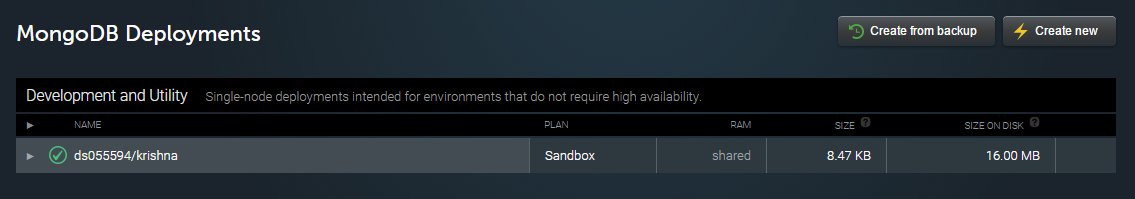 MongoDB Deployments
Create from backup
Create new
Development and Utility Single-node deployments intended for environments that do not require high availability.
NAME PLAN RAM SIZE ? SIZE ON DISK ?
ds055594/krishna Sandbox shared 8.47 KB 16.00 MB